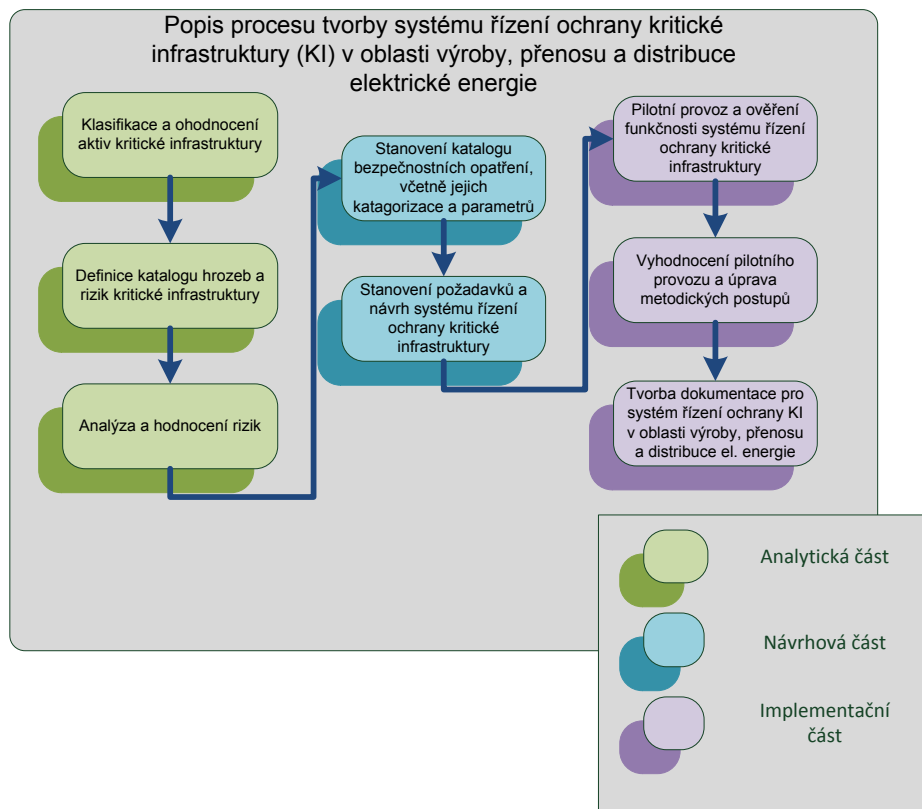 Popis procesu tvorby systému řízení ochrany kritické
infrastruktury (KI) v oblasti výroby, přenosu a distribuce
elektrické energie
Klasifikace a ohodnocení
aktiv kritické infrastruktury
Definice katalogu hrozeb a
rizik kritické infrastruktury
Analýza a hodnocení rizik
Stanovení katalogu
bezpečnostních opatření,
včetně jejich
katagorizace a parametrů
Stanovení požadavků a
návrh systému řízení
ochrany kritické
infrastruktury
Pilotní provoz a ověření
funkčnosti systému řízení
ochrany kritické
infrastruktury
Vyhodnocení pilotního
provozu a úprava
metodických postupů
Tvorba dokumentace pro
systém řízení ochrany KI
v oblasti výroby, přenosu
a distribuce el. energie
Analytická část
Návrhová část
Implementační
část